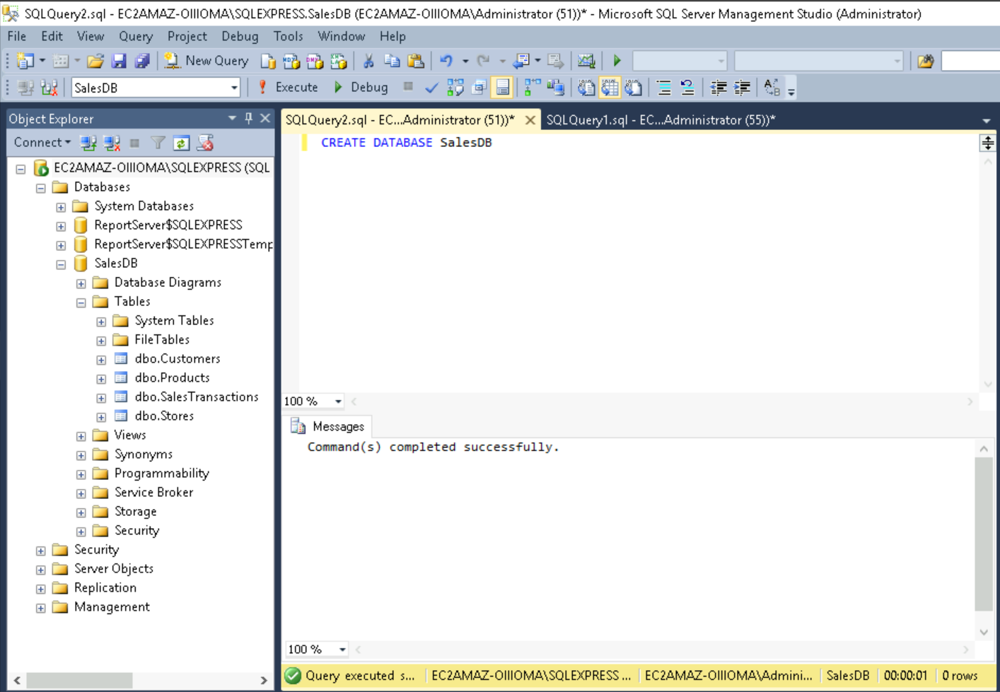 SQLQuery2.sql - EC2AMAZ-OIIIOMA\SQLEXPRESS.SalesDB (EC2AMAZ-OIIIOMA\Administrator (51))* - Microsoft SQL Server Management Studio (Administrator)
File Edit View Query Project Debug Tools Window Help
New Query
SalesDB Execute Debug
Object Explorer
Connect
EC2AMAZ-OIIIOMA\SQLEXPRESS (SQL
Databases
System Databases
ReportServer$SQLEXPRESS
ReportServer$SQLEXPRESSTemp
SalesDB
Database Diagrams
Tables
System Tables
FileTables
dbo.Customers
dbo.Products
dbo.SalesTransactions
dbo.Stores
Views
Synonyms
Programmability
Service Broker
Storage
Security
Security
Server Objects
Replication
Management
SQLQuery2.sql - EC...Administrator (51))* SQLQuery1.sql - EC...Administrator (55))*
CREATE DATABASE SalesDB
100 %
Messages
Command(s) completed successfully.
100 %
Query executed s... EC2AMAZ-OIIIOMA\SQLEXPRESS ... EC2AMAZ-OIIIOMA\Admini... SalesDB 00:00:01 0 rows